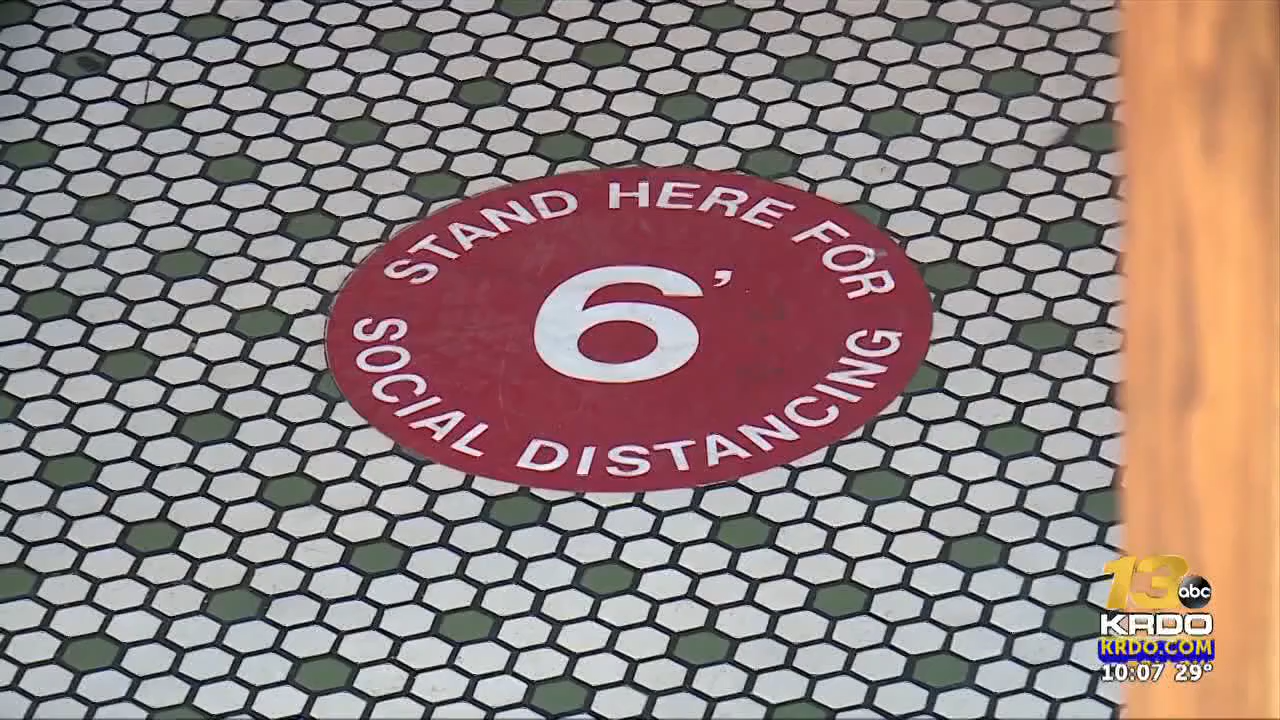 STAND HERE FOR
6'
SOCIAL DISTANCING
13 abc
KRDO
KRDO.COM
10:07 29°